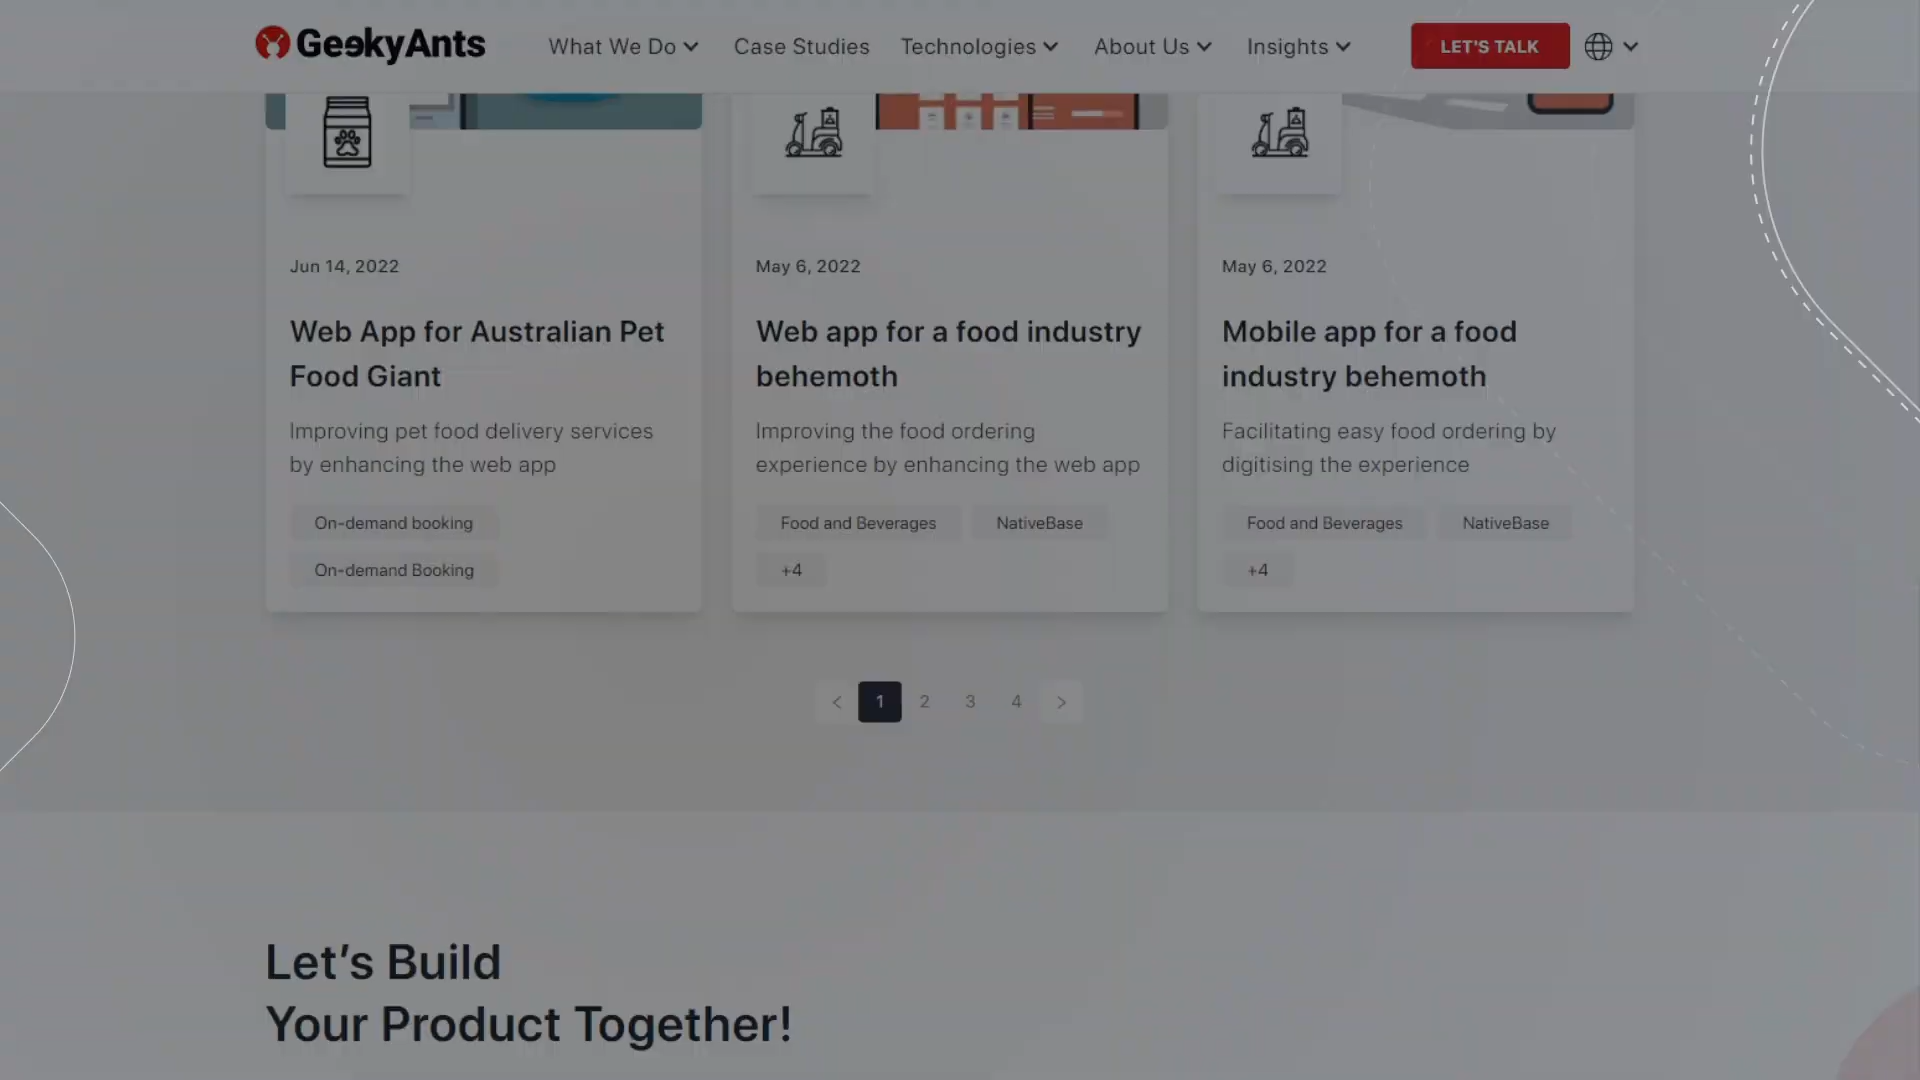 GeekyAnts
What We Do
Case Studies
Technologies
About Us
Insights
LET'S TALK
Jun 14, 2022
Web App for Australian Pet
Food Giant
Improving pet food delivery services
by enhancing the web app
On-demand booking
On-demand Booking
May 6, 2022
Web app for a food industry
behemoth
Improving the food ordering
experience by enhancing the web app
Food and Beverages
NativeBase
+4
May 6, 2022
Mobile app for a food
industry behemoth
Facilitating easy food ordering by
digitising the experience
Food and Beverages
NativeBase
+4
< 1 2 3 4 >
Let’s Build
Your Product Together!